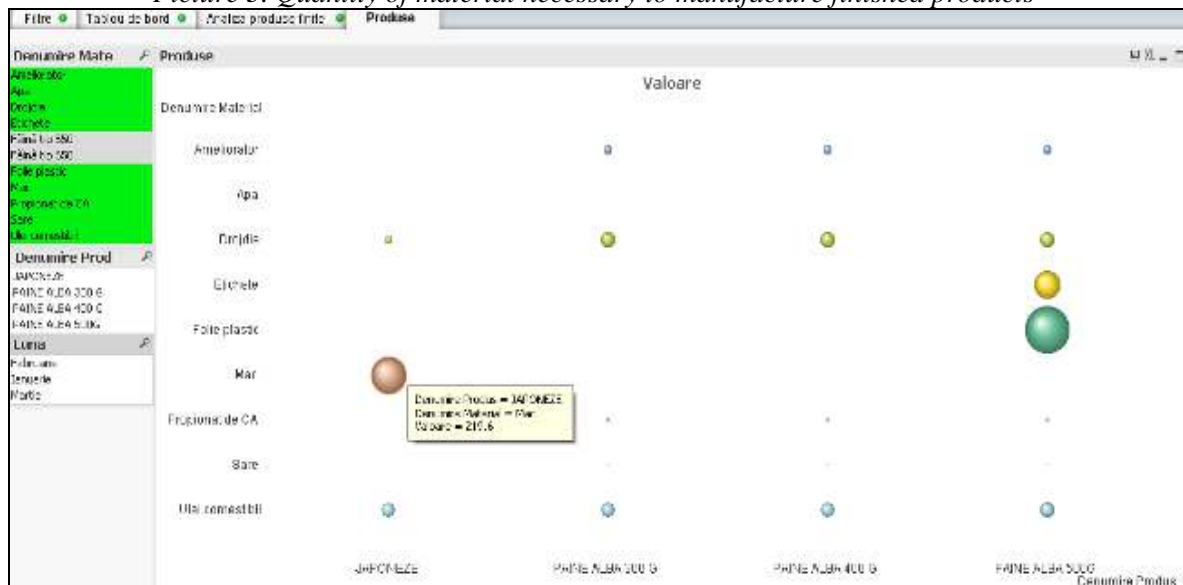 Picture 3. Quantity of material necessary to manufacture finished products
Filtre Tablou de bord Analiza produse finite Produse
Denumire Mate
Produse
Valoare
Ameliorator
Apa
Drojdie
Etichete
Folie plastic
Mac
Propionat de CA
Sare
Ulei comestibil
Denumire Prod
JAPONEZE
PAINE ALBA 300 G
PAINE ALBA 400 G
PAINE ALBA 500G
Luna
Februarie
Ianuarie
Martie
Denumire Material
Ameliorator
Apa
Drojdie
Etichete
Folie plastic
Mac
Propionat de CA
Sare
Ulei comestibil
Denumire Produs = JAPONEZE
Denumire Material = Mac
Valoare = 219.6
JAPONEZE PAINE ALBA 300 G PAINE ALBA 400 G PAINE ALBA 500G
Denumire Produs